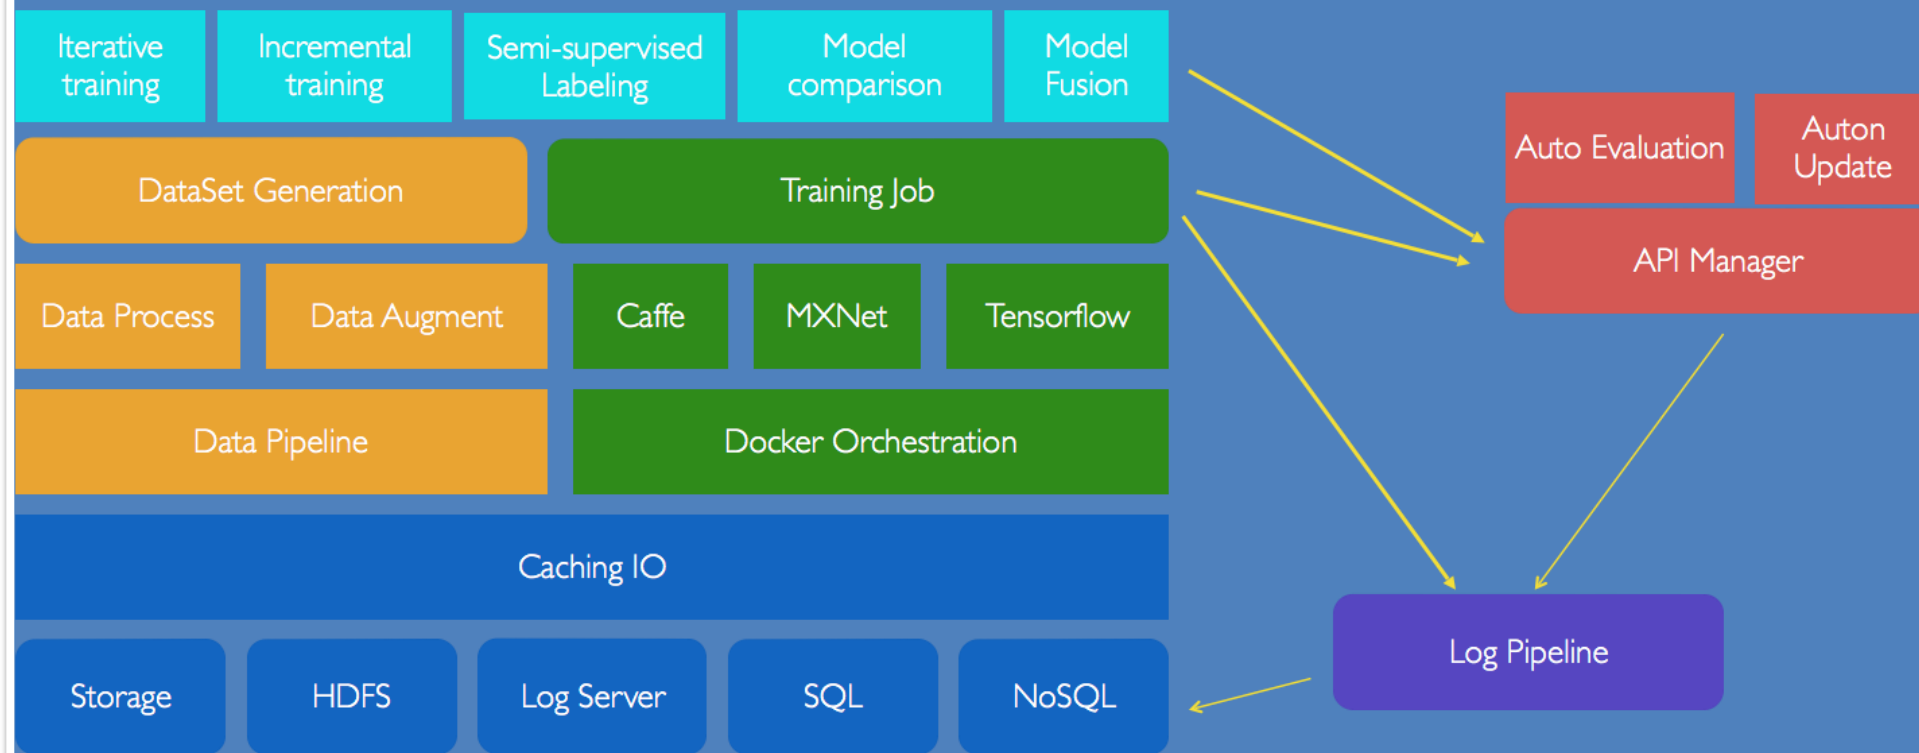 Iterative
training
Incremental
training
Semi-supervised
Labeling
Model
comparison
Model
Fusion
Auto Evaluation
Auton
Update
DataSet Generation
Training Job
API Manager
Data Process
Data Augment
Caffe
MXNet
Tensorflow
Data Pipeline
Docker Orchestration
Caching IO
Log Pipeline
Storage
HDFS
Log Server
SQL
NoSQL